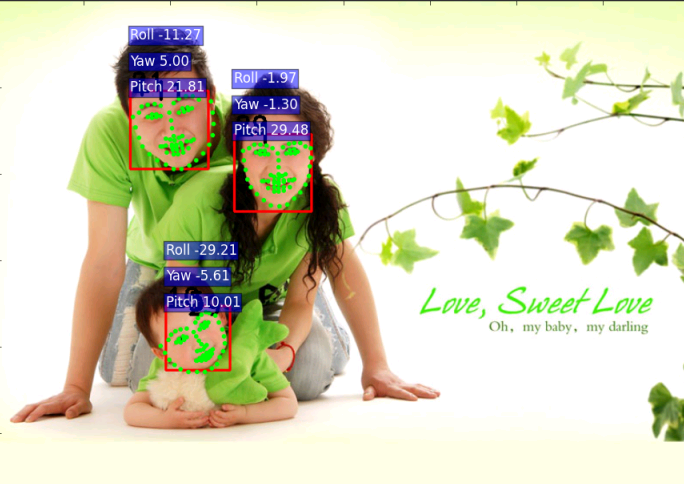 Roll -11.27
Yaw 5.00
Pitch 21.81
Roll -1.97
Yaw -1.30
Pitch 29.48
Roll -29.21
Yaw -5.61
Pitch 10.01
Love, Sweet Love
Oh, my baby, my darling